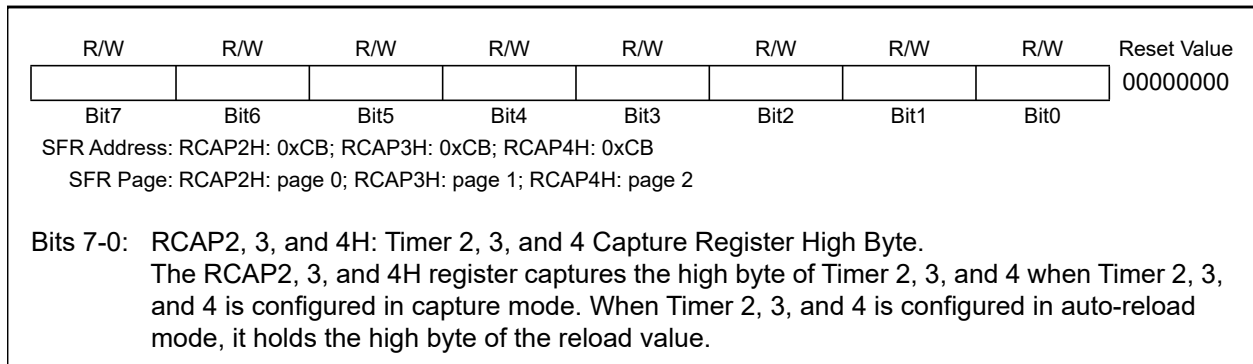 R/W R/W R/W R/W R/W R/W R/W R/W Reset Value
00000000
Bit7 Bit6 Bit5 Bit4 Bit3 Bit2 Bit1 Bit0
SFR Address: RCAP2H: 0xCB; RCAP3H: 0xCB; RCAP4H: 0xCB
SFR Page: RCAP2H: page 0; RCAP3H: page 1; RCAP4H: page 2
Bits 7-0: RCAP2, 3, and 4H: Timer 2, 3, and 4 Capture Register High Byte.
The RCAP2, 3, and 4H register captures the high byte of Timer 2, 3, and 4 when Timer 2, 3,
and 4 is configured in capture mode. When Timer 2, 3, and 4 is configured in auto-reload
mode, it holds the high byte of the reload value.